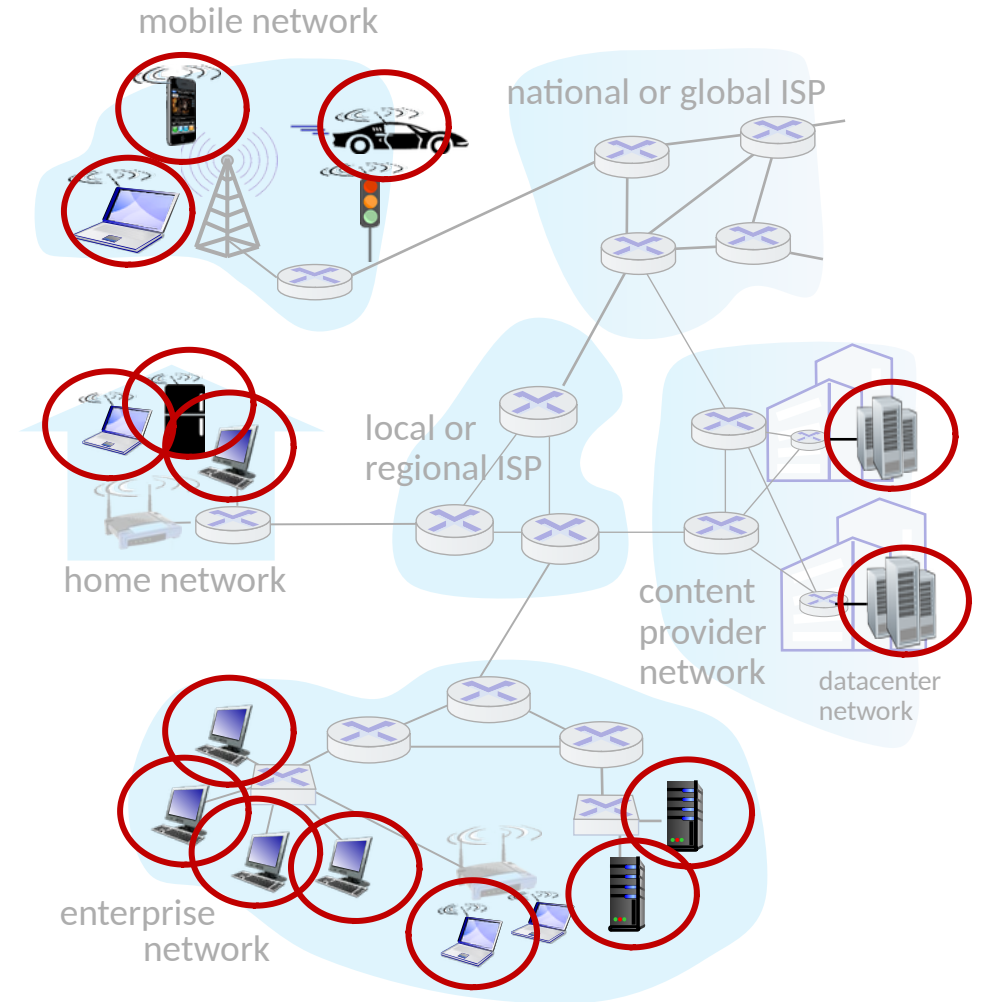 mobile network
national or global ISP
local or
regional ISP
home network
content
provider
network
datacenter
network
enterprise
network